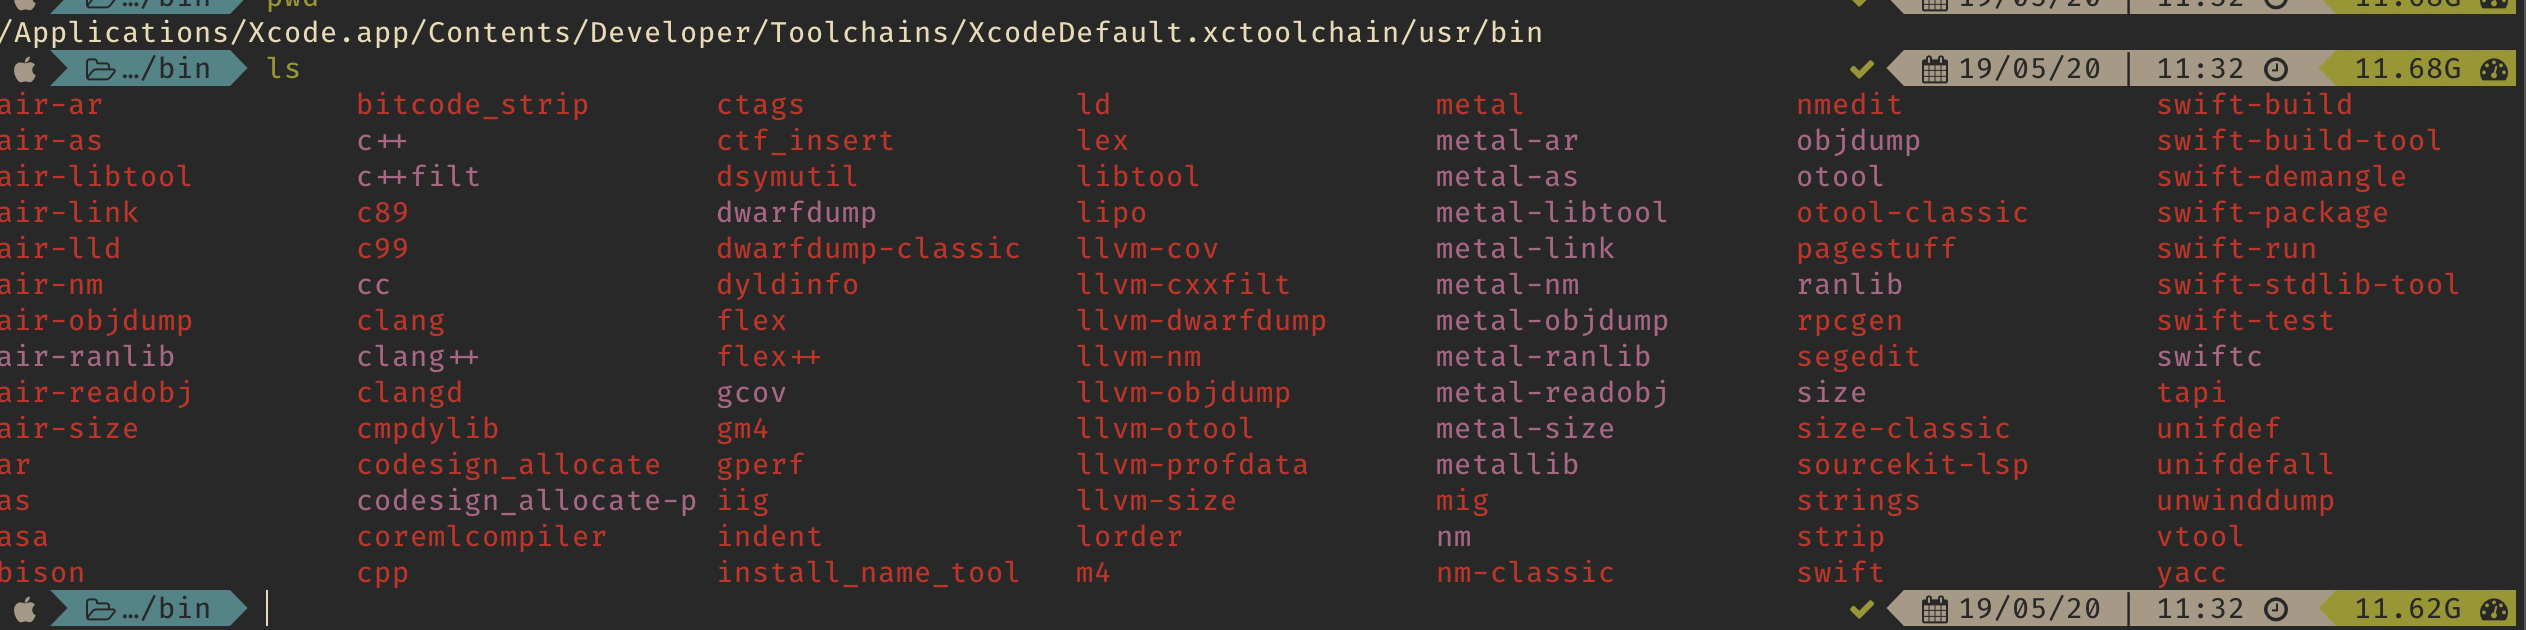 …/bin pwd 19/05/20 | 11:32 11.68G
/Applications/Xcode.app/Contents/Developer/Toolchains/XcodeDefault.xctoolchain/usr/bin
…/bin ls 19/05/20 | 11:32 11.68G
air-ar bitcode_strip ctags ld metal nmedit swift-build
air-as c++ ctf_insert lex metal-ar objdump swift-build-tool
air-libtool c++filt dsymutil libtool metal-as otool swift-demangle
air-link c89 dwarfdump lipo metal-libtool otool-classic swift-package
air-lld c99 dwarfdump-classic llvm-cov metal-link pagestuff swift-run
air-nm cc dyldinfo llvm-cxxfilt metal-nm ranlib swift-stdlib-tool
air-objdump clang flex llvm-dwarfdump metal-objdump rpcgen swift-test
air-ranlib clang++ flex++ llvm-nm metal-ranlib segedit swiftc
air-readobj clangd gcov llvm-objdump metal-readobj size tapi
air-size cmpdylib gm4 llvm-otool metal-size size-classic unifdef
ar codesign_allocate gperf llvm-profdata metallib sourcekit-lsp unifdefall
as codesign_allocate-p iig llvm-size mig strings unwinddump
asa coremlcompiler indent lorder nm strip vtool
bison cpp install_name_tool m4 nm-classic swift yacc
…/bin 19/05/20 | 11:32 11.62G